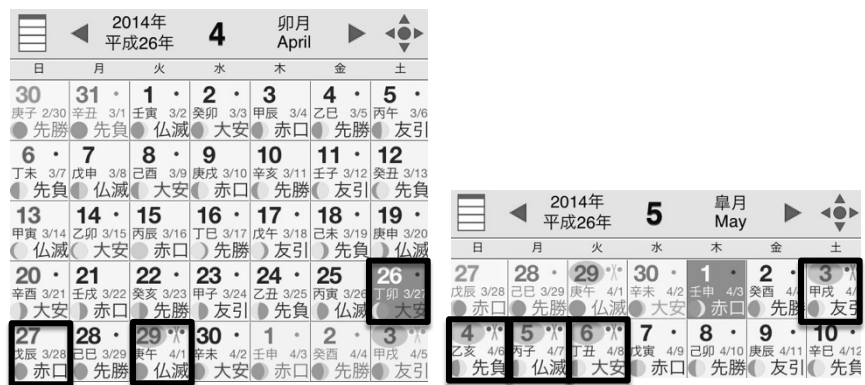 2014年 4 卯月
平成26年 April
日 月 火 水 木 金 土
30 31 1 2 3 4 5
庚子 2/30 辛丑 3/1 壬寅 3/2 癸卯 3/3 甲辰 3/4 乙巳 3/5 丙午 3/6
先勝 先負 仏滅 大安 赤口 先勝 友引
6 7 8 9 10 11 12
丁未 3/7 戊申 3/8 己酉 3/9 庚戌 3/10 辛亥 3/11 壬子 3/12 癸丑 3/13
先負 仏滅 大安 赤口 先勝 友引 先負
13 14 15 16 17 18 19
甲寅 3/14 乙卯 3/15 丙辰 3/16 丁巳 3/17 戊午 3/18 己未 3/19 庚申 3/20
仏滅 大安 赤口 先勝 友引 先負 仏滅
20 21 22 23 24 25 26
辛酉 3/21 壬戌 3/22 癸亥 3/23 甲子 3/24 乙丑 3/25 丙寅 3/26 丁卯 3/27
大安 赤口 先勝 友引 先負 仏滅 大安
27 28 29 30 1 2 3
戊辰 3/28 己巳 3/29 庚午 4/1 辛未 4/2 壬申 4/3 癸酉 4/4 甲戌 4/5
赤口 先勝 仏滅 大安 赤口 先勝 友引
2014年 5 皐月
平成26年 May
日 月 火 水 木 金 土
27 28 29 30 1 2 3
戊辰 3/28 己巳 3/29 庚午 4/1 辛未 4/2 壬申 4/3 癸酉 4/4 甲戌
赤口 先勝 仏滅 大安 赤口 先勝 友引
4 5 6 7 8 9 10
乙亥 4/6 丙子 4/7 丁丑 4/8 戊寅 4/9 己卯 4/10 庚辰 4/11 辛巳 4/12
先負 仏滅 大安 赤口 先勝 友引 先負